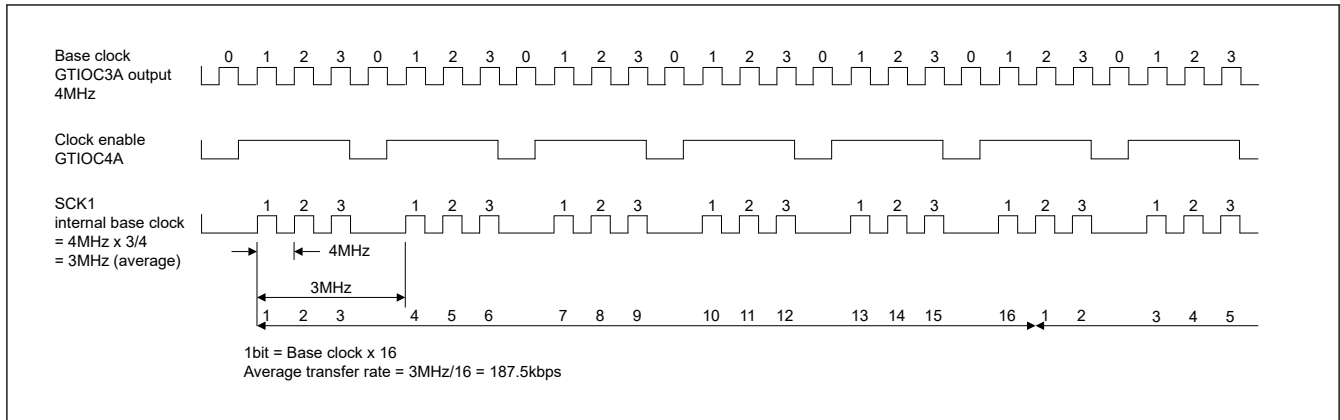 Base clock
GTIOC3A output
4MHz
0 1 2 3 0 1 2 3 0 1 2 3 0 1 2 3 0 1 2 3 0 1 2 3 0 1 2 3
Clock enable
GTIOC4A
SCK1
internal base clock
= 4MHz x 3/4
= 3MHz (average)
1 2 3 1 2 3 1 2 3 1 2 3 1 2 3 1 2 3 1 2 3
4MHz
3MHz
1 2 3 4 5 6 7 8 9 10 11 12 13 14 15 16 1 2 3 4 5
1bit = Base clock x 16
Average transfer rate = 3MHz/16 = 187.5kbps